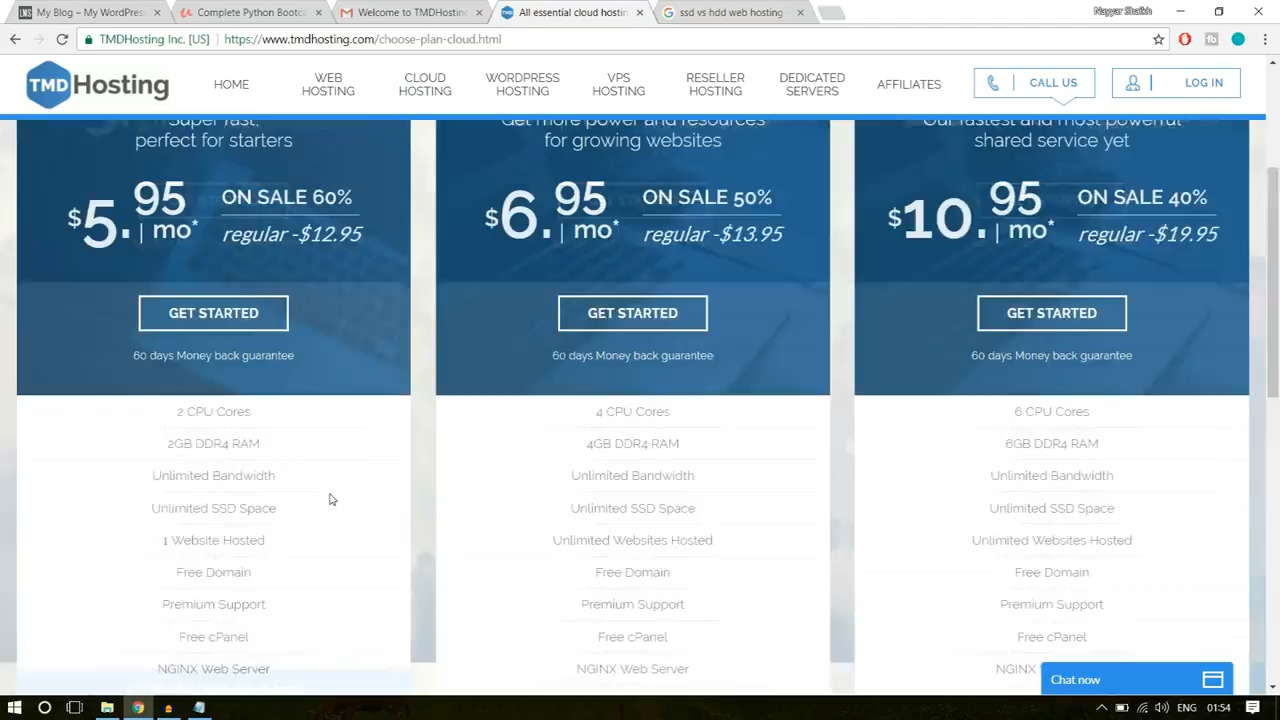 My Blog – My WordPress
Complete Python Bootc
Welcome to TMDHosting
All essential cloud hostin
ssd vs hdd web hosting -
Nayyar Shaikh
TMDHosting Inc. [US]
https://www.tmdhosting.com/choose-plan-cloud.html
TMDHosting
HOME
WEB
HOSTING
CLOUD
HOSTING
WORDPRESS
HOSTING
VPS
HOSTING
RESELLER
HOSTING
DEDICATED
SERVERS
AFFILIATES
CALL US
LOG IN
Super fast,
perfect for starters
$5.95 | mo*
ON SALE 60%
regular -$12.95
GET STARTED
60 days Money back guarantee
2 CPU Cores
2GB DDR4 RAM
Unlimited Bandwidth
Unlimited SSD Space
1 Website Hosted
Free Domain
Premium Support
Free cPanel
NGINX Web Server
Get more power and resources
for growing websites
$6.95 | mo*
ON SALE 50%
regular -$13.95
GET STARTED
60 days Money back guarantee
4 CPU Cores
4GB DDR4 RAM
Unlimited Bandwidth
Unlimited SSD Space
Unlimited Websites Hosted
Free Domain
Premium Support
Free cPanel
NGINX Web Server
Our fastest and most powerful
shared service yet
$10.95 | mo*
ON SALE 40%
regular -$19.95
GET STARTED
60 days Money back guarantee
6 CPU Cores
6GB DDR4 RAM
Unlimited Bandwidth
Unlimited SSD Space
Unlimited Websites Hosted
Free Domain
Premium Support
Free cPanel
NGINX
Chat now
ENG
01:54